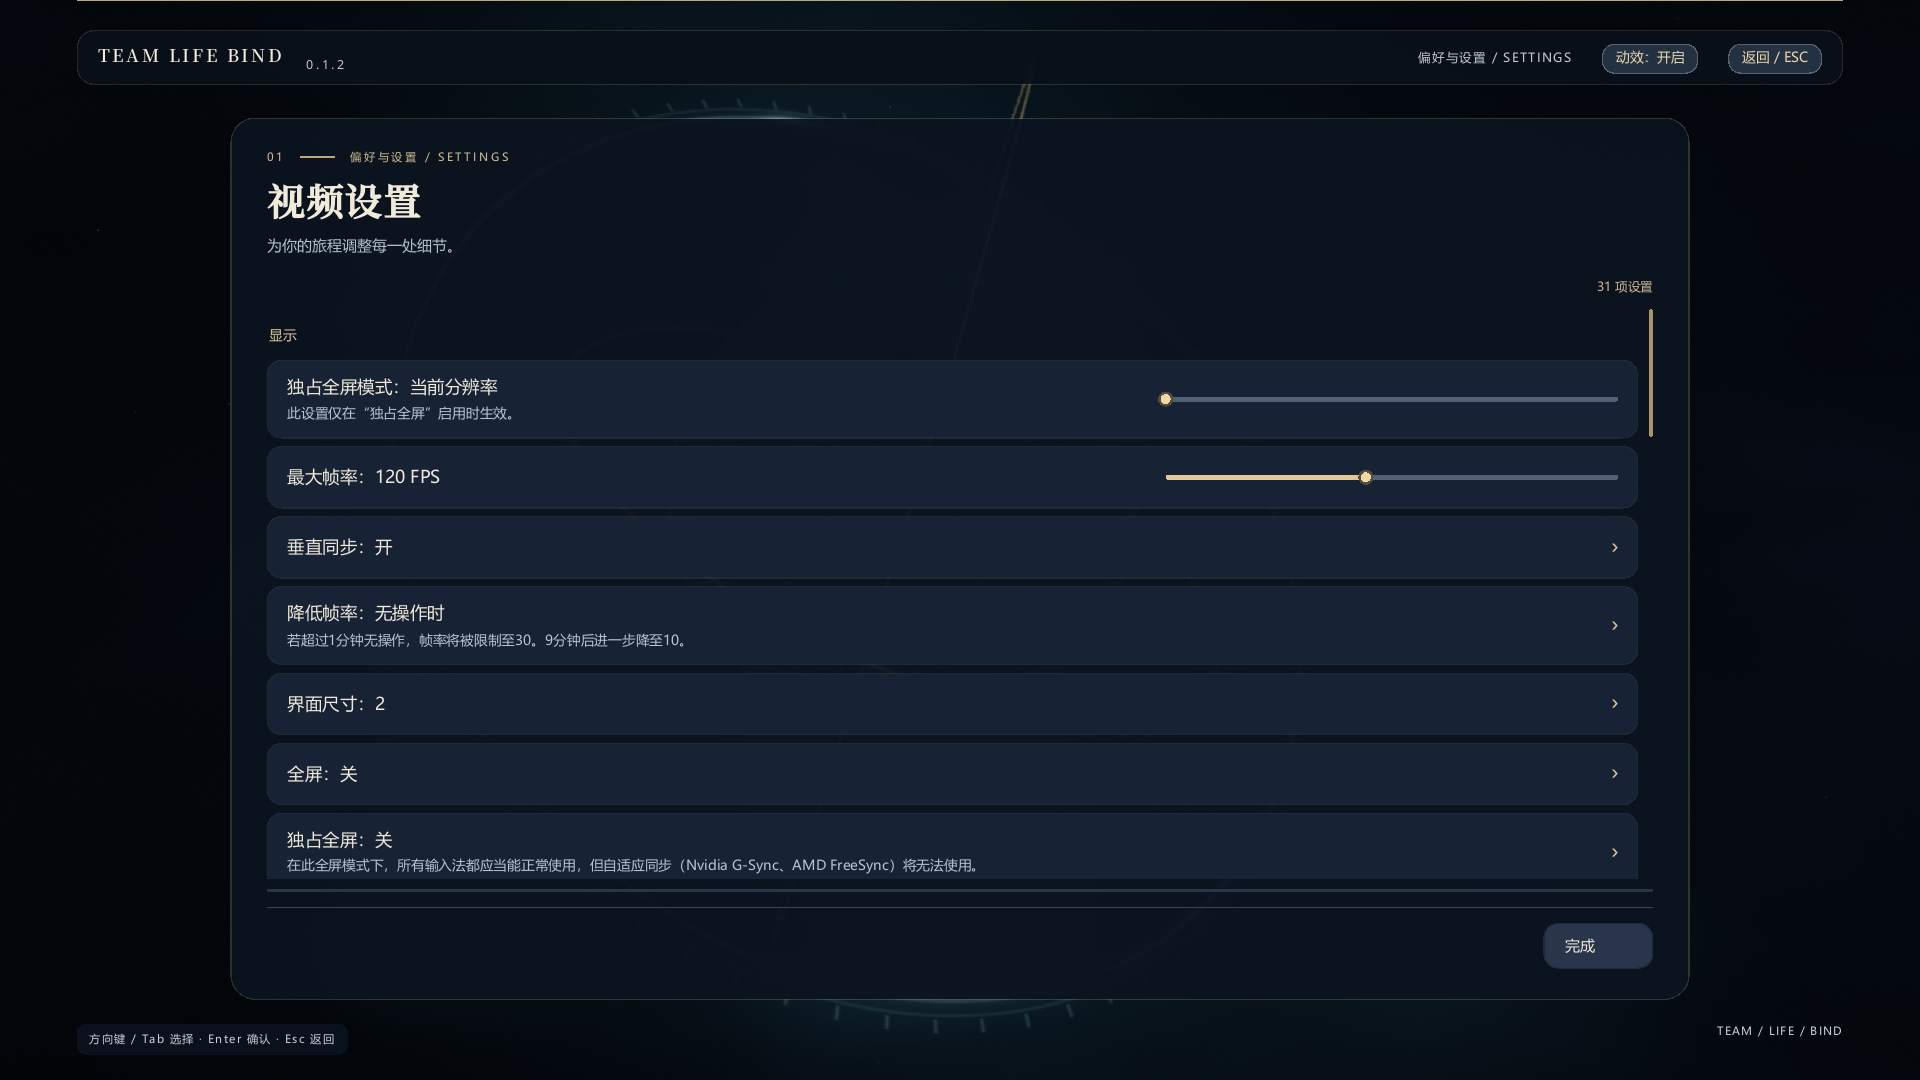 TEAM LIFE BIND 0.1.2
偏好与设置 / SETTINGS
动效：开启
返回 / ESC
01 偏好与设置 / SETTINGS
视频设置
为你的旅程调整每一处细节。
31 项设置
显示
独占全屏模式：当前分辨率
此设置仅在“独占全屏”启用时生效。
最大帧率：120 FPS
垂直同步：开
降低帧率：无操作时
若超过1分钟无操作，帧率将被限制至30。9分钟后进一步降至10。
界面尺寸：2
全屏：关
独占全屏：关
在此全屏模式下，所有输入法都应当能正常使用，但自适应同步（Nvidia G-Sync、AMD FreeSync）将无法使用。
完成
方向键 / Tab 选择 · Enter 确认 · Esc 返回
TEAM / LIFE / BIND